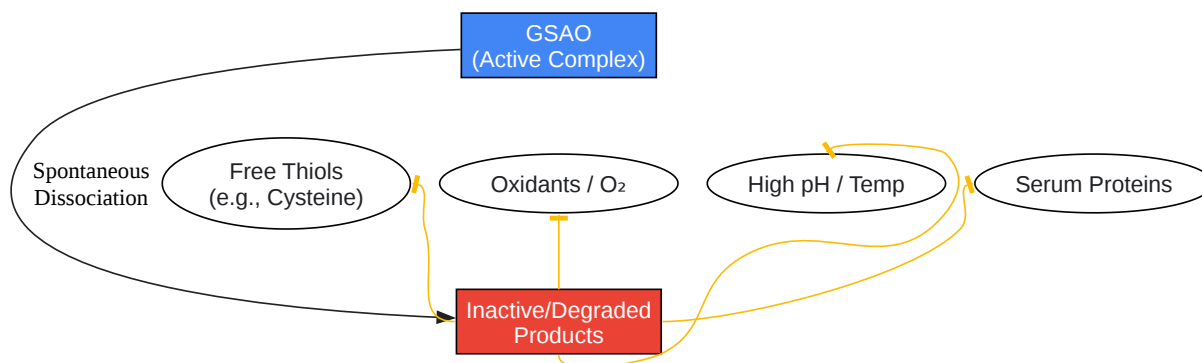 GSAO
(Active Complex)
Spontaneous
Dissociation
Free Thiols
(e.g., Cysteine)
Oxidants / O₂
High pH / Temp
Serum Proteins
Inactive/Degraded
Products